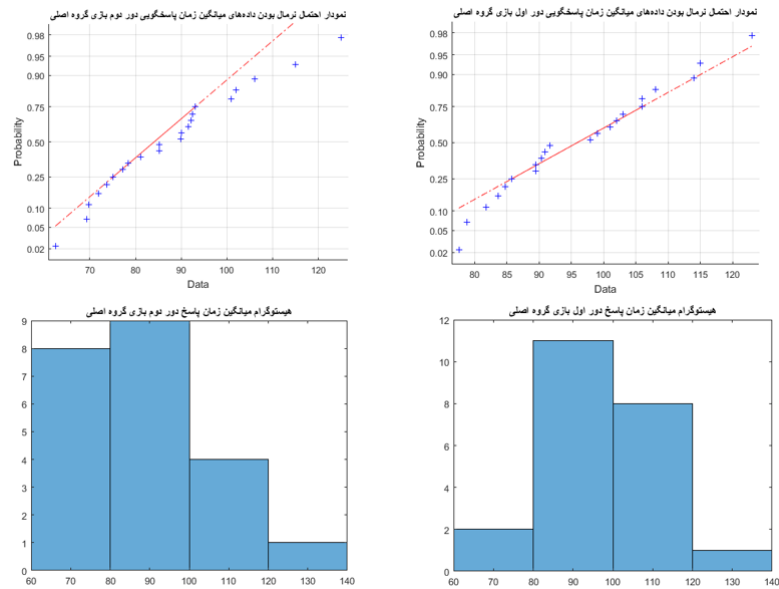 نمودار احتمال نرمال بودن داده‌های میانگین زمان پاسخگویی دور دوم بازی گروه اصلی
0.98
0.95
0.90
0.75
0.50
0.25
0.10
0.05
0.02
Probability
70 80 90 100 110 120
Data
نمودار احتمال نرمال بودن داده‌های میانگین زمان پاسخگویی دور اول بازی گروه اصلی
0.98
0.95
0.90
0.75
0.50
0.25
0.10
0.05
0.02
Probability
80 85 90 95 100 105 110 115 120
Data
هیستوگرام میانگین زمان پاسخ دور دوم بازی گروه اصلی
9
8
7
6
5
4
3
2
1
0
60 70 80 90 100 110 120 130 140
هیستوگرام میانگین زمان پاسخ دور اول بازی گروه اصلی
12
10
8
6
4
2
0
60 70 80 90 100 110 120 130 140